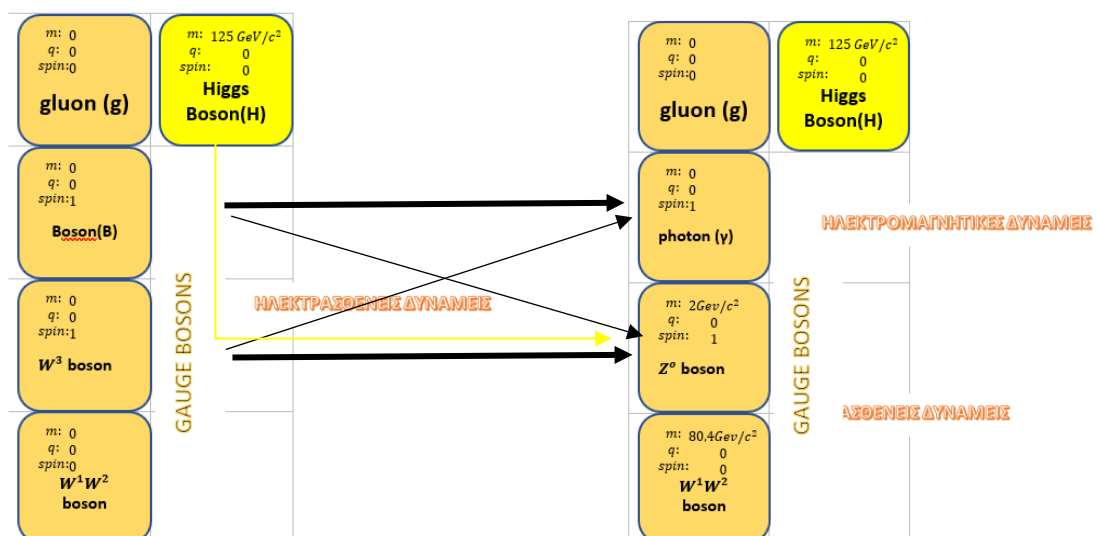 m: 0
q: 0
spin:0
gluon (g)
m: 125 GeV/c²
q: 0
spin: 0
Higgs
Boson(H)
m: 0
q: 0
spin:1
Boson(B)
m: 0
q: 0
spin:1
W³ boson
m: 0
q: 0
spin:0
W¹W²
boson
GAUGE BOSONS
ΗΛΕΚΤΡΑΣΘΕΝΕΙΣ ΔΥΝΑΜΕΙΣ
m: 0
q: 0
spin:0
gluon (g)
m: 125 GeV/c²
q: 0
spin: 0
Higgs
Boson(H)
m: 0
q: 0
spin:1
photon (γ)
m: 2Gev/c²
q: 0
spin: 1
Zᵒ boson
m: 80,4Gev/c²
q: 0
spin: 0
W¹W²
boson
GAUGE BOSONS
ΗΛΕΚΤΡΟΜΑΓΝΗΤΙΚΕΣ ΔΥΝΑΜΕΙΣ
ΑΣΘΕΝΕΙΣ ΔΥΝΑΜΕΙΣ